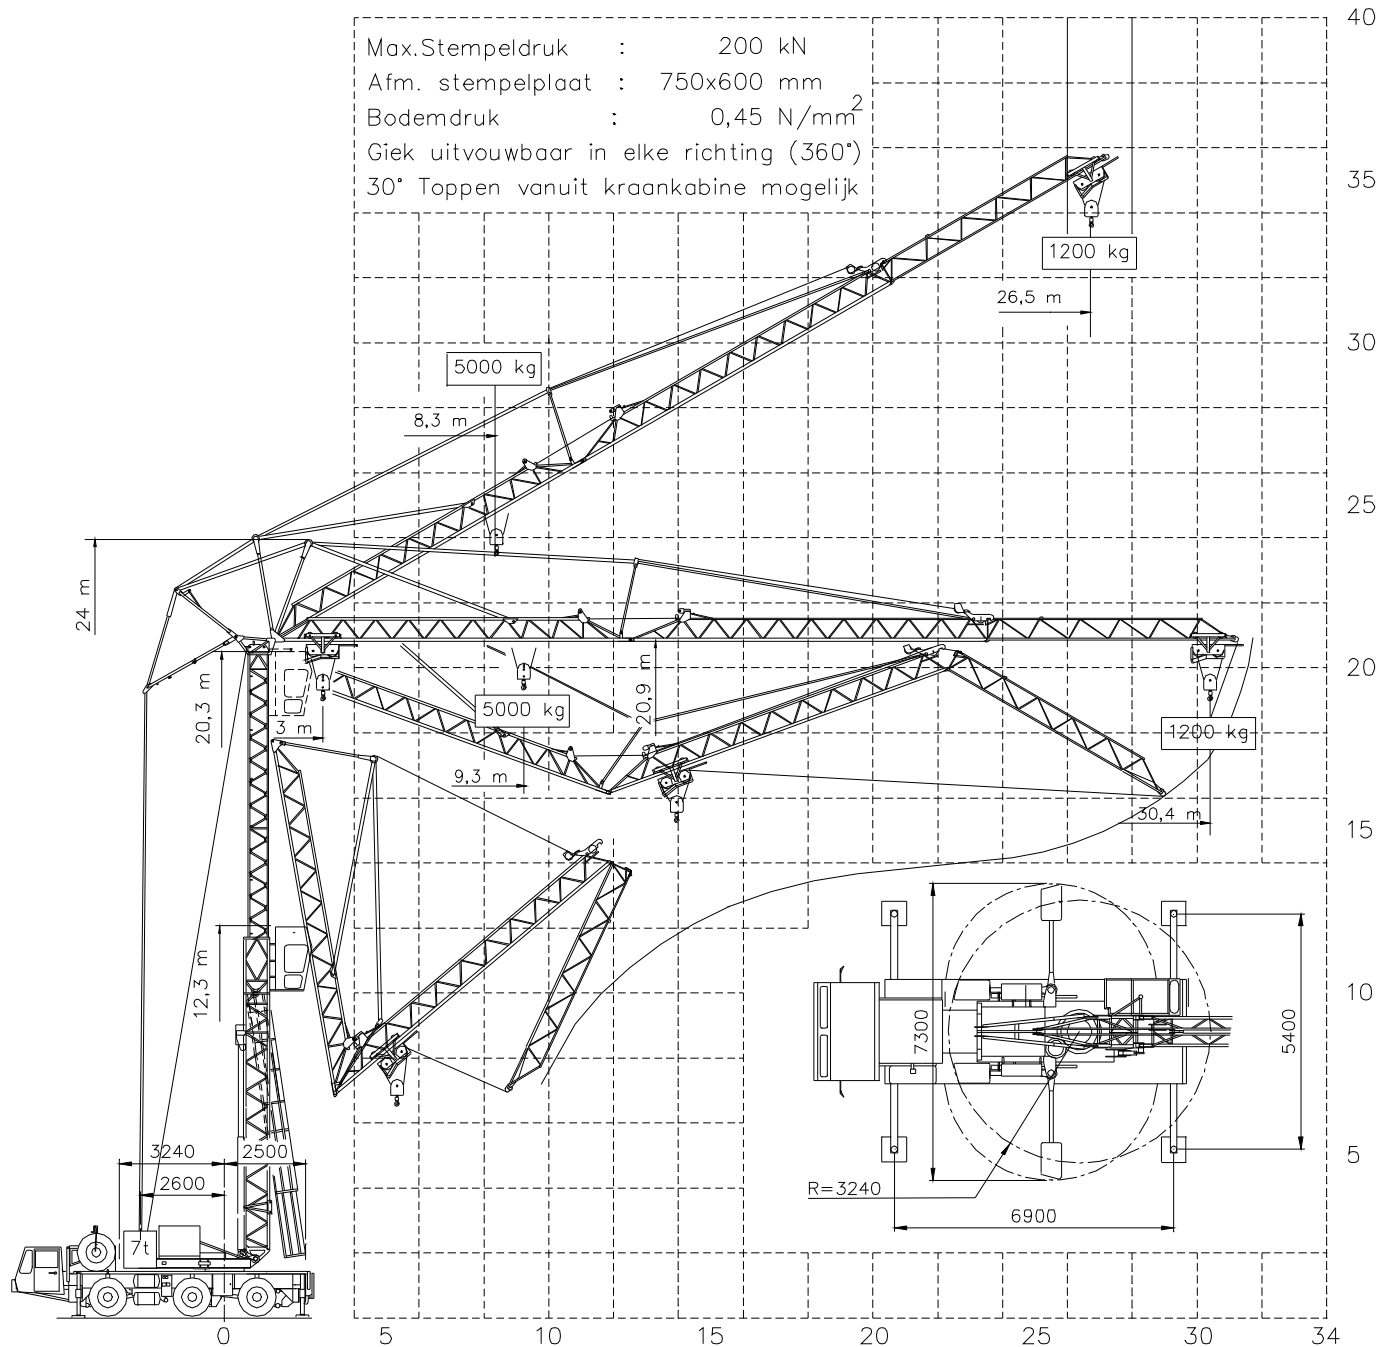 40
Max.Stempeldruk : 200 kN
Afm. stempelplaat : 750x600 mm
Bodemdruk : 0,45 N/mm²
Giek uitvouwbaar in elke richting (360°)
30° Toppen vanuit kraankabine mogelijk
35
1200 kg
26,5 m
30
5000 kg
8,3 m
25
24 m
20
20,3 m
3 m
5000 kg
20,9 m
1200 kg
9,3 m
30,4 m
15
12,3 m
10
7300
5400
3240
2500
5
2600
R=3240
6900
7t
0
5
10
15
20
25
30
34